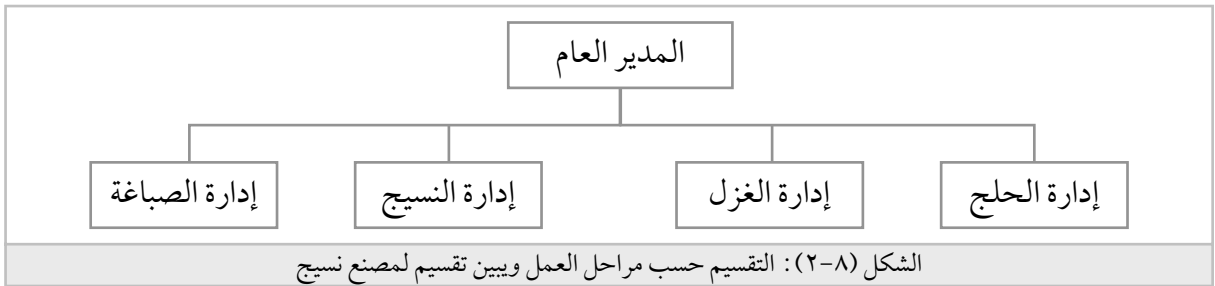 المدير العام
إدارة الحلج
إدارة الغزل
إدارة النسيج
إدارة الصباغة
الشكل (٨-٢): التقسيم حسب مراحل العمل ويبين تقسيم لمصنع نسيج